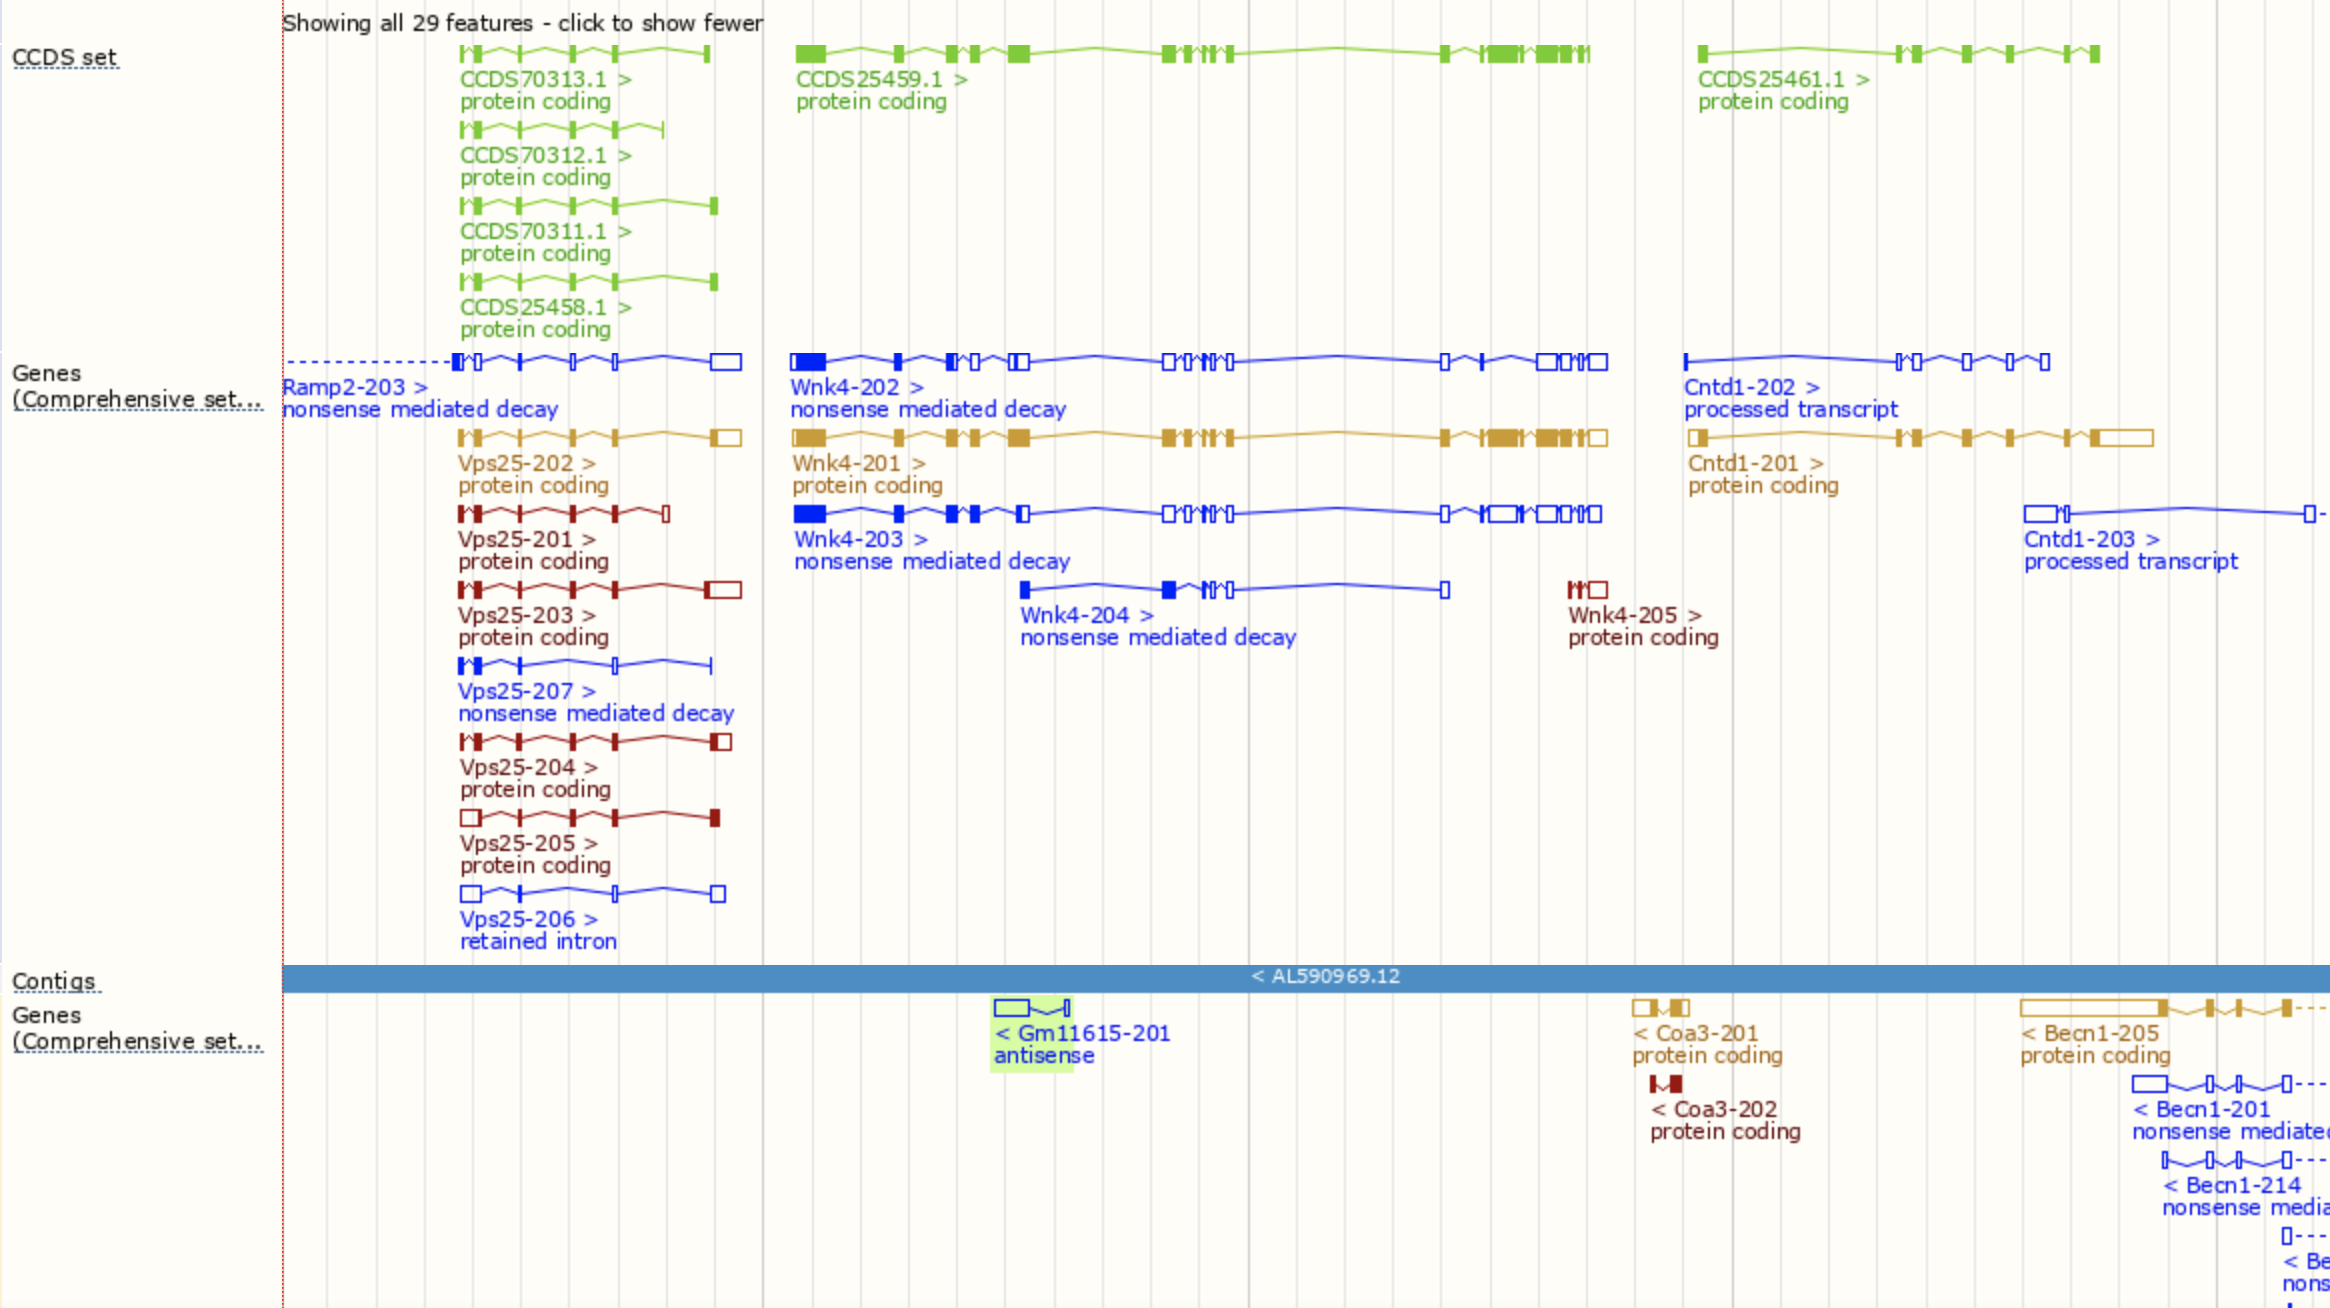 Showing all 29 features - click to show fewer
CCDS set
CCDS70313.1 >
protein coding
CCDS25459.1 >
protein coding
CCDS25461.1 >
protein coding
CCDS70312.1 >
protein coding
CCDS70311.1 >
protein coding
CCDS25458.1 >
protein coding
Genes
(Comprehensive set...
Ramp2-203 >
nonsense mediated decay
Wnk4-202 >
nonsense mediated decay
Cntd1-202 >
processed transcript
Vps25-202 >
protein coding
Wnk4-201 >
protein coding
Cntd1-201 >
protein coding
Vps25-201 >
protein coding
Wnk4-203 >
nonsense mediated decay
Cntd1-203 >
processed transcript
Vps25-203 >
protein coding
Wnk4-204 >
nonsense mediated decay
Wnk4-205 >
protein coding
Vps25-207 >
nonsense mediated decay
Vps25-204 >
protein coding
Vps25-205 >
protein coding
Vps25-206 >
retained intron
Contigs
< AL590969.12
Genes
(Comprehensive set...
< Gm11615-201
antisense
< Coa3-201
protein coding
< Becn1-205
protein coding
< Coa3-202
protein coding
< Becn1-201
nonsense mediated
< Becn1-214
nonsense media
< Be
nons